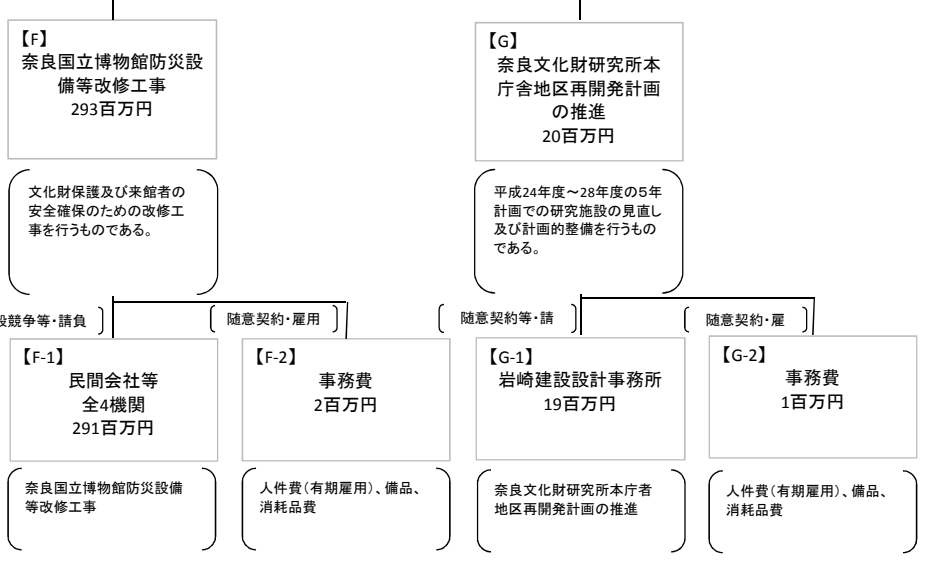 【F】
奈良国立博物館防災設
備等改修工事
293百万円
【G】
奈良文化財研究所本
庁舎地区再開発計画
の推進
20百万円
文化財保護及び来館者の
安全確保のための改修工
事を行うものである。
平成24年度～28年度の5年
計画での研究施設の見直し
及び計画的整備を行うもの
である。
競争等・請負
随意契約・雇用
随意契約等・請
随意契約・雇
【F-1】
民間会社等
全4機関
291百万円
【F-2】
事務費
2百万円
【G-1】
岩崎建設設計事務所
19百万円
【G-2】
事務費
1百万円
奈良国立博物館防災設備
等改修工事
人件費（有期雇用）、備品、
消耗品費
奈良文化財研究所本庁者
地区再開発計画の推進
人件費（有期雇用）、備品、
消耗品費